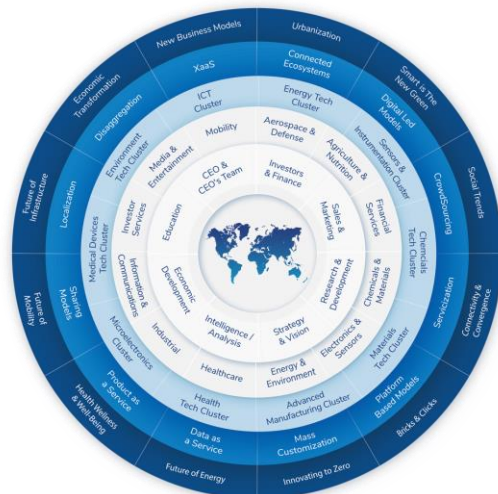 New Business Models
Urbanization
Smart is The
New Green
Social Trends
Connectivity &
Convergence
Bricks & Clicks
Innovating to Zero
Future of Energy
Health Wellness
& Well-Being
Future of
Mobility
Future of
Infrastructure
Economic
Transformation
XaaS
Connected
Ecosystems
Digital Led
Models
CrowdSourcing
Servicization
Platform
Based Models
Mass
Customization
Data as
a Service
Product as
a Service
Sharing
Models
Localization
Disaggregation
ICT
Cluster
Energy Tech
Cluster
Sensors &
Instrumentation Cluster
Chemcials
Tech Cluster
Materials
Tech Cluster
Advanced
Manufacturing Cluster
Health
Tech Cluster
Microelectronics
Cluster
Medical Devices
Tech Cluster
Environment
Tech Cluster
Mobility
Aerospace &
Defense
Agriculture &
Nutrition
Financial
Services
Chemicals &
Materials
Electronics &
Sensors
Energy &
Environment
Healthcare
Industrial
Information &
Communications
Investor
Services
Media &
Entertainment
CEO &
CEO's Team
Investors
& Finance
Sales &
Marketing
Research &
Development
Strategy
& Vision
Intelligence /
Analysis
Economic
Development
Education